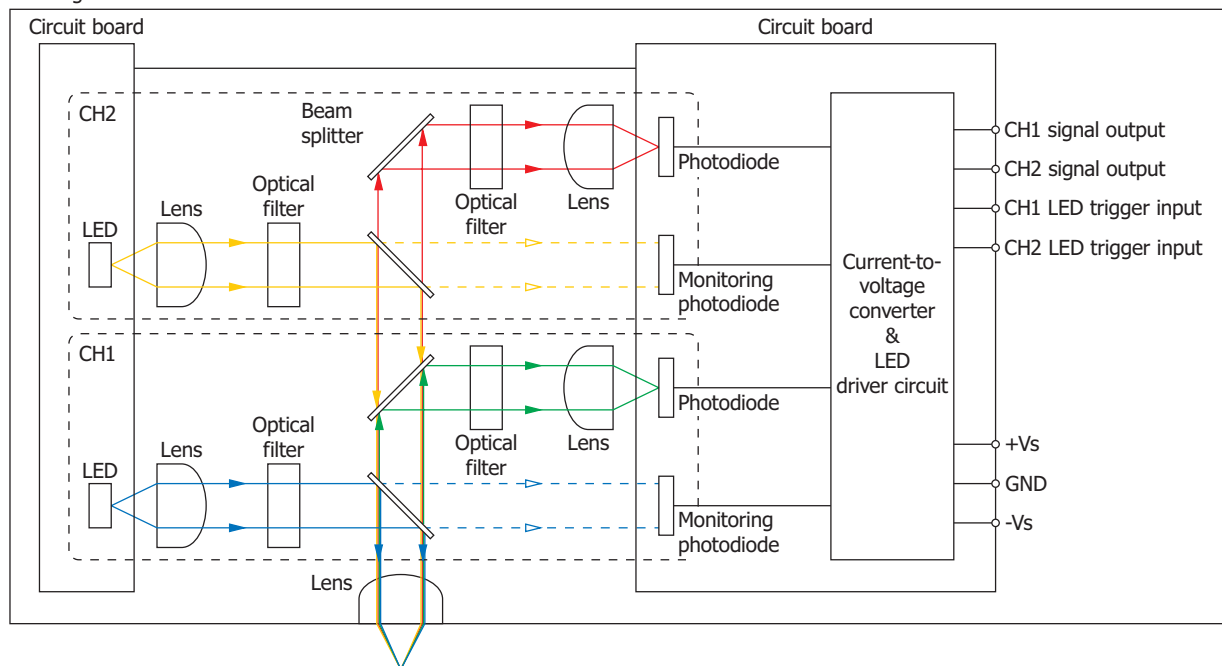 Circuit board
Circuit board
CH2
Beam
splitter
Optical
filter
Lens
LED
Optical
filter
Lens
Photodiode
Monitoring
photodiode
CH1
Optical
filter
Lens
LED
Optical
filter
Lens
Photodiode
Monitoring
photodiode
Lens
Current-to-
voltage
converter
&
LED
driver circuit
CH1 signal output
CH2 signal output
CH1 LED trigger input
CH2 LED trigger input
+Vs
GND
-Vs